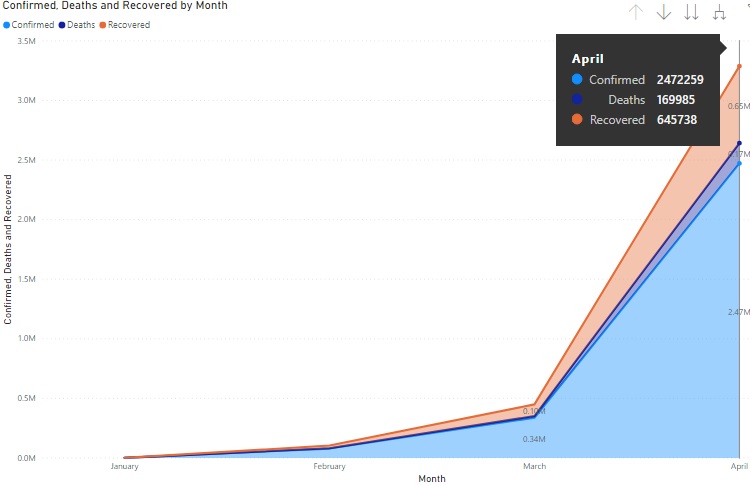 Confirmed, Deaths and Recovered by Month
Confirmed Deaths Recovered
3.5M
3.0M
2.5M
2.0M
1.5M
1.0M
0.5M
0.0M
Confirmed, Deaths and Recovered
April
Confirmed 2472259
Deaths 169985
Recovered 645738
0.65M
2.47M
0.10M
0.34M
January February March April
Month